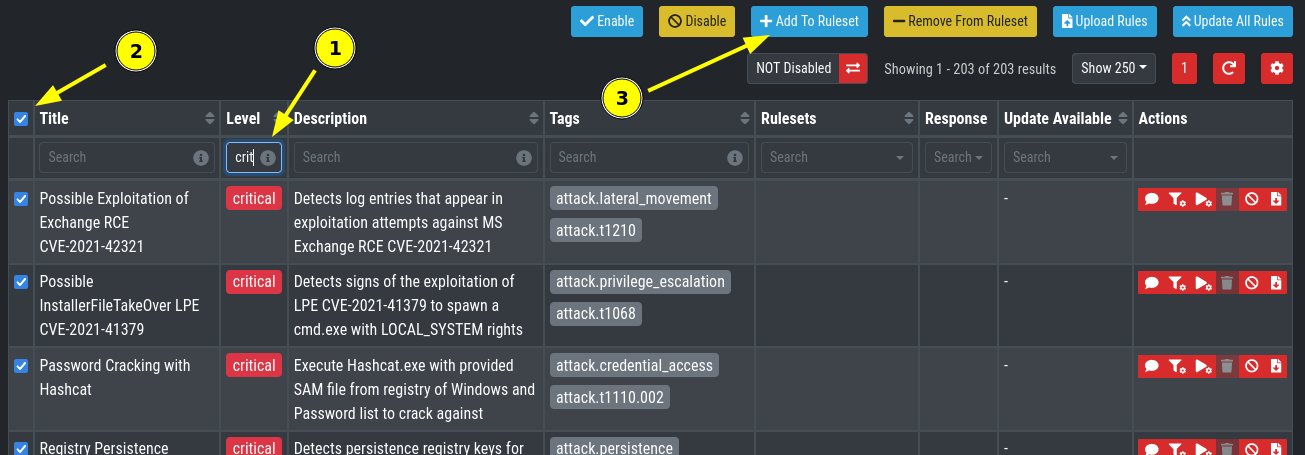 Enable Disable Add To Ruleset Remove From Ruleset Upload Rules Update All Rules
2 1
NOT Disabled Showing 1 - 203 of 203 results Show 250 1
3
Title Level Description Tags Rulesets Response Update Available Actions
Search crit Search Search Search Search Search
Possible Exploitation of critical Detects log entries that appear in attack.lateral_movement -
Exchange RCE exploitation attempts against MS attack.t1210
CVE-2021-42321 Exchange RCE CVE-2021-42321
Possible critical Detects signs of the exploitation of attack.privilege_escalation -
InstallerFileTakeOver LPE LPE CVE-2021-41379 to spawn a attack.t1068
CVE-2021-41379 cmd.exe with LOCAL_SYSTEM rights
Password Cracking with critical Execute Hashcat.exe with provided attack.credential_access -
Hashcat SAM file from registry of Windows and attack.t1110.002
Password list to crack against
Registry Persistence critical Detects persistence registry keys for attack.persistence -